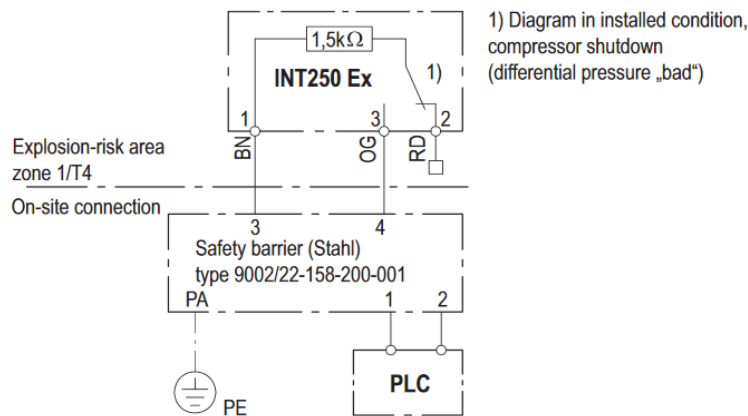 1) Diagram in installed condition,
compressor shutdown
(differential pressure „bad“)
1,5kΩ
INT250 Ex
1)
1
3
2
BN
OG
RD
Explosion-risk area
zone 1/T4
On-site connection
3
4
Safety barrier (Stahl)
type 9002/22-158-200-001
PA
1
2
PLC
PE